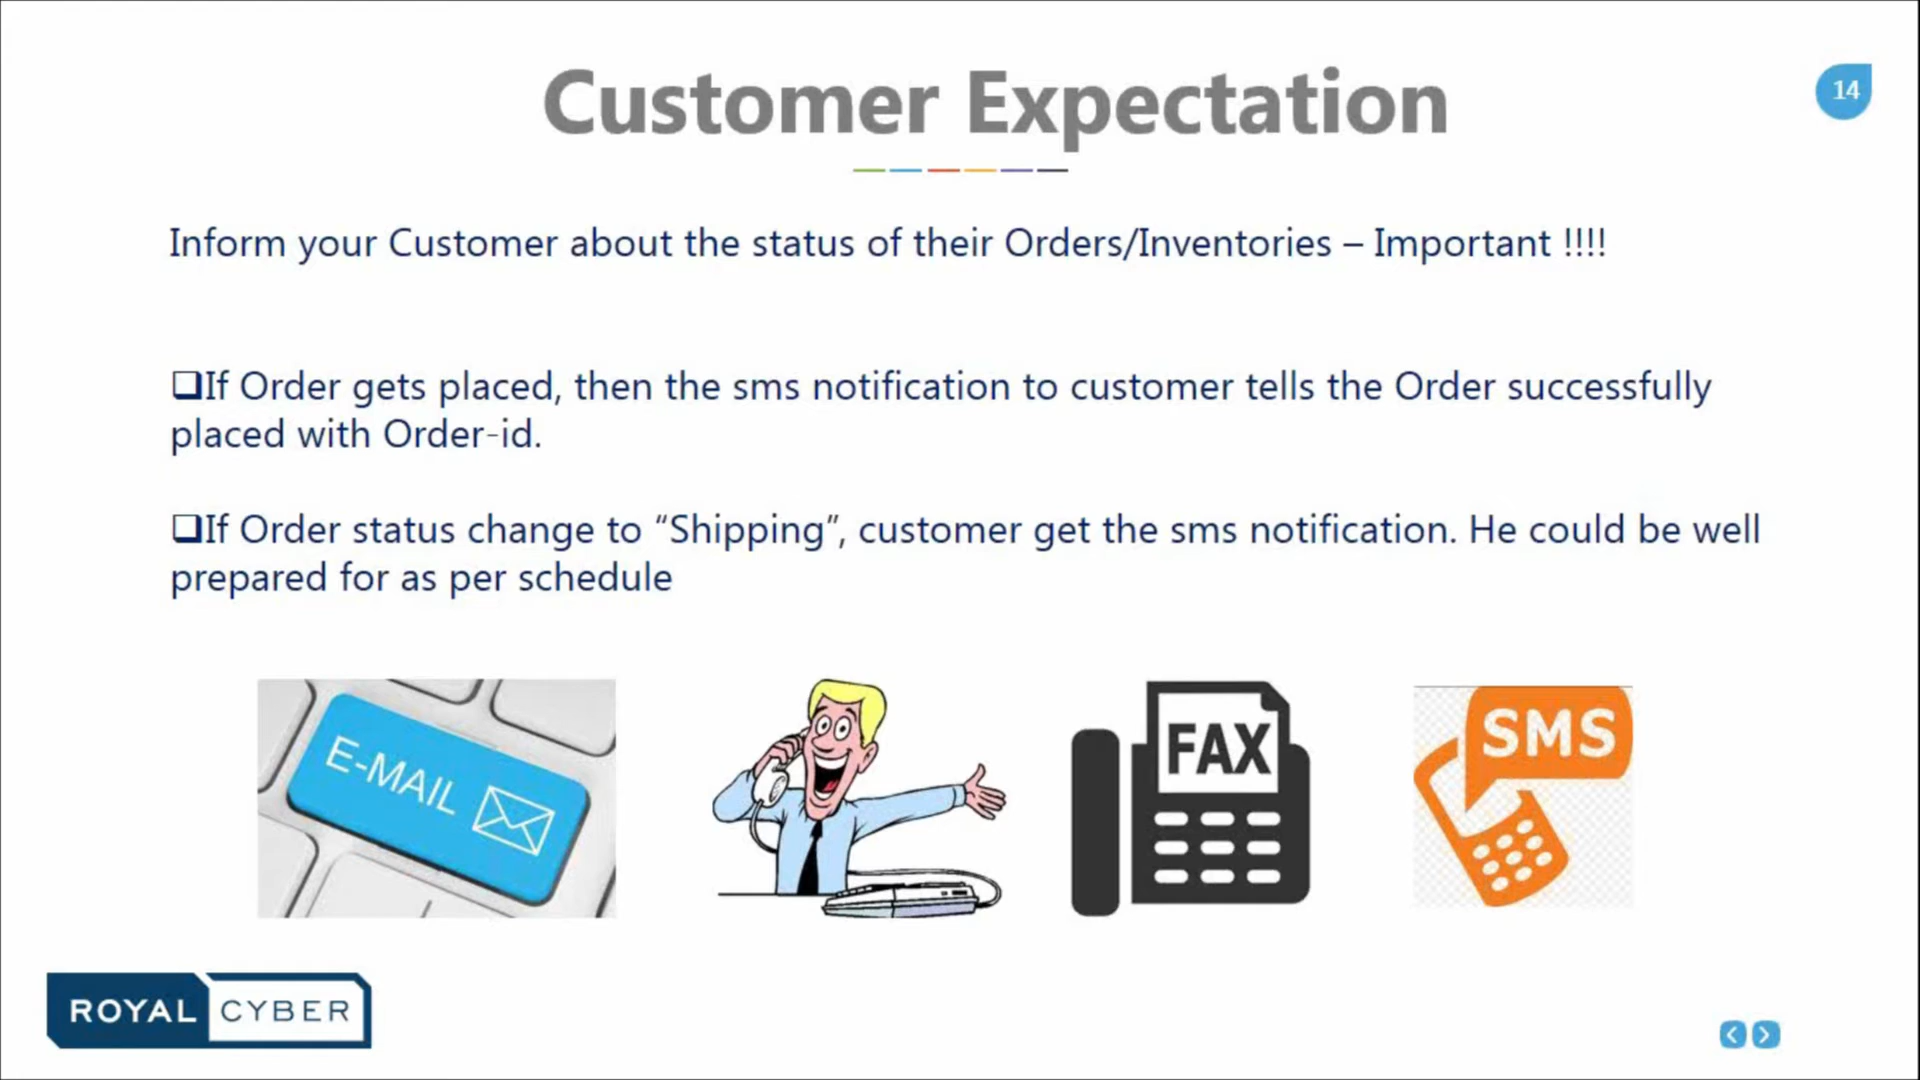 Customer Expectation
14
Inform your Customer about the status of their Orders/Inventories – Important !!!!
❑If Order gets placed, then the sms notification to customer tells the Order successfully
placed with Order-id.
❑If Order status change to “Shipping”, customer get the sms notification. He could be well
prepared for as per schedule
E-MAIL
FAX
SMS
ROYAL CYBER